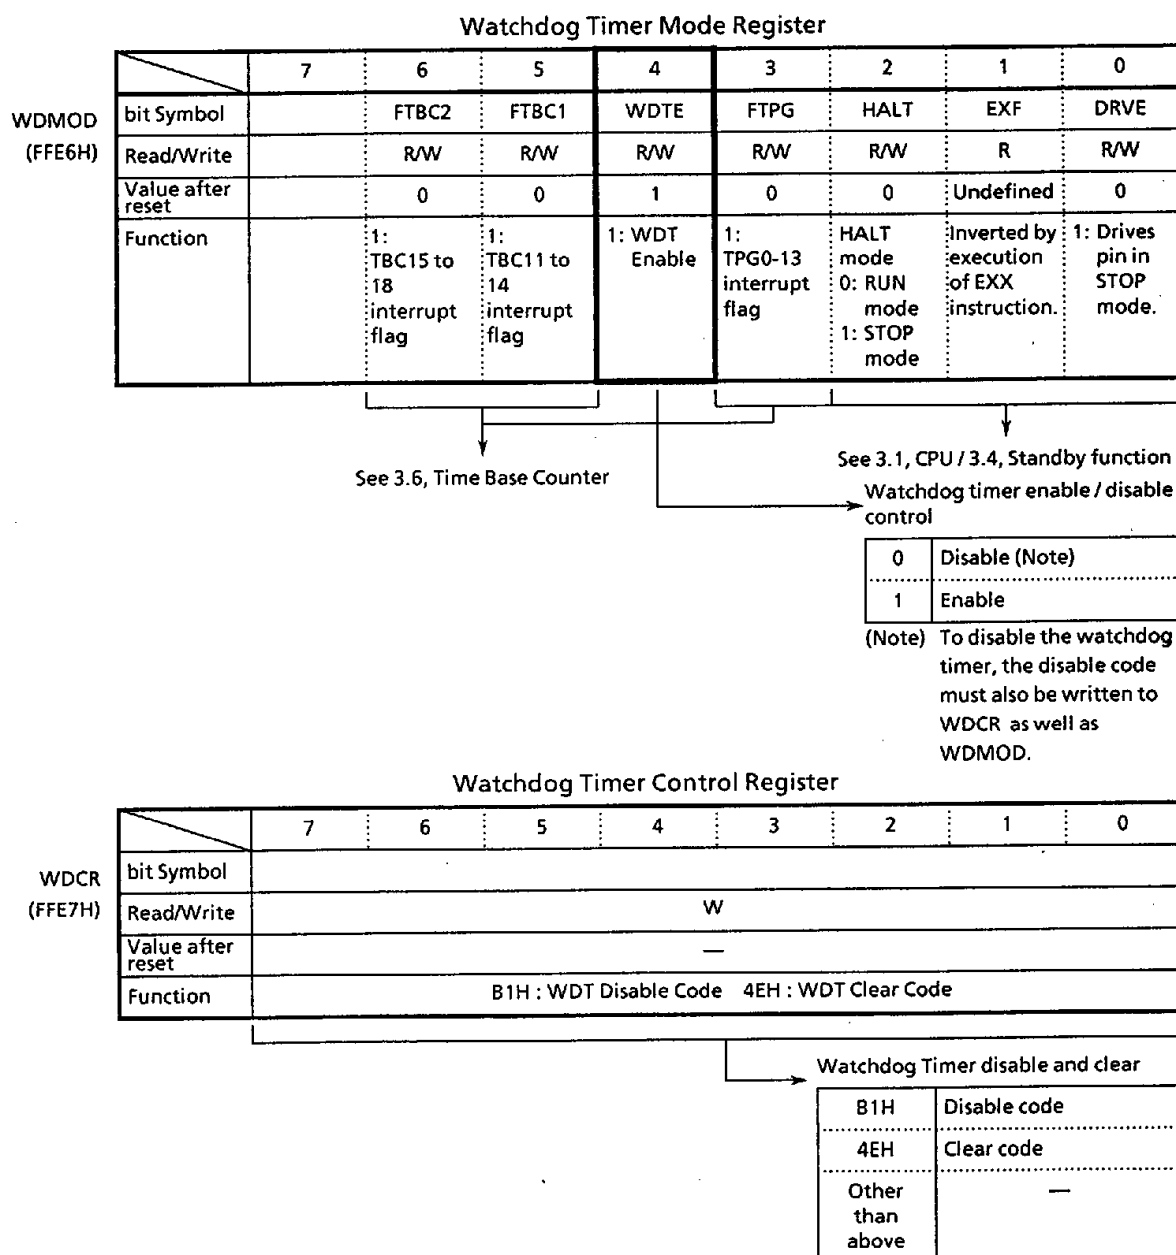 Watchdog Timer Mode Register
7 6 5 4 3 2 1 0
WDMOD
(FFE6H)
bit Symbol FTBC2 FTBC1 WDTE FTPG HALT EXF DRVE
Read/Write R/W R/W R/W R/W R/W R R/W
Value after
reset 0 0 1 0 0 Undefined 0
Function
1:
TBC15 to
18
interrupt
flag
1:
TBC11 to
14
interrupt
flag
1: WDT
Enable
1:
TPG0-13
interrupt
flag
HALT
mode
0: RUN
mode
1: STOP
mode
Inverted by
execution
of EXX
instruction.
1: Drives
pin in
STOP
mode.
See 3.6, Time Base Counter
See 3.1, CPU / 3.4, Standby function
Watchdog timer enable / disable
control
0 Disable (Note)
1 Enable
(Note) To disable the watchdog
timer, the disable code
must also be written to
WDCR as well as
WDMOD.
Watchdog Timer Control Register
7 6 5 4 3 2 1 0
WDCR
(FFE7H)
bit Symbol
Read/Write W
Value after
reset —
Function B1H : WDT Disable Code 4EH : WDT Clear Code
Watchdog Timer disable and clear
B1H Disable code
4EH Clear code
Other
than
above
—